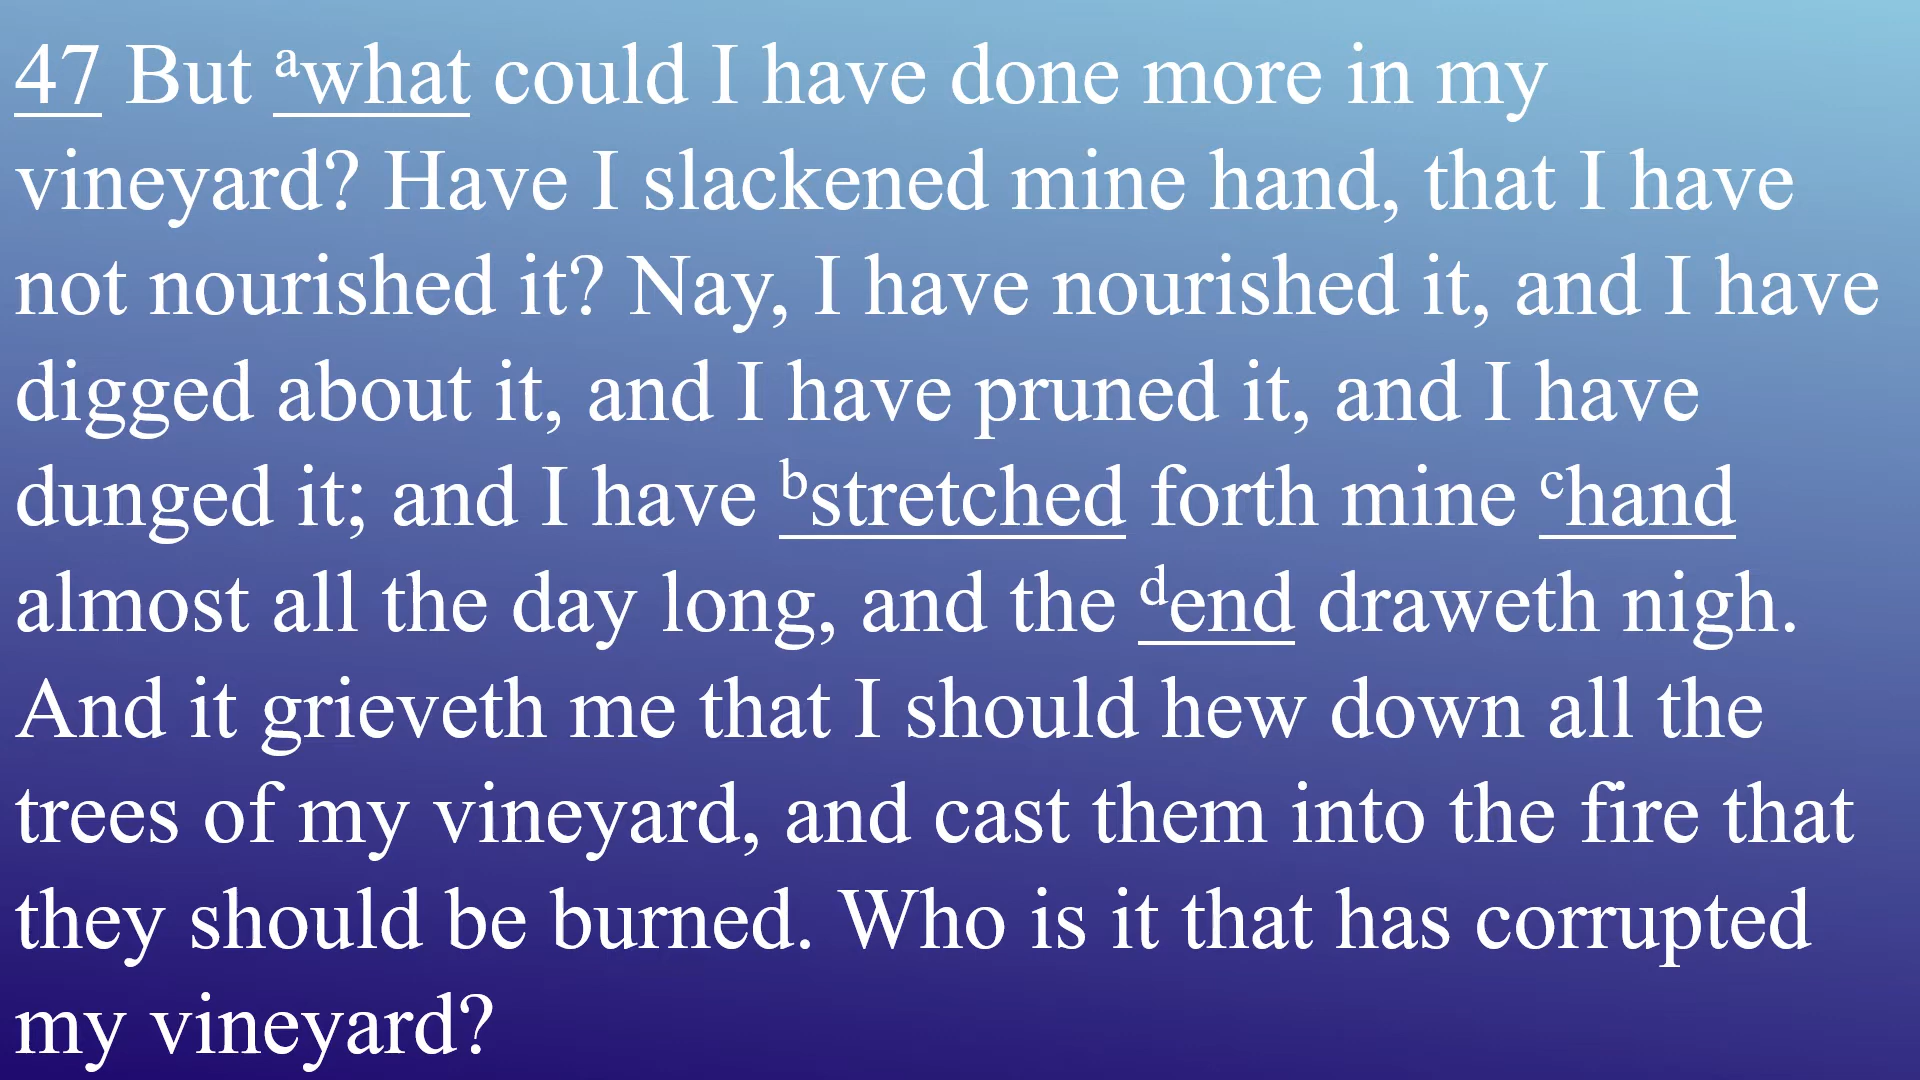 47 But ᵃwhat could I have done more in my
vineyard? Have I slackened mine hand, that I have
not nourished it? Nay, I have nourished it, and I have
digged about it, and I have pruned it, and I have
dunged it; and I have ᵇstretched forth mine ᶜhand
almost all the day long, and the ᵈend draweth nigh.
And it grieveth me that I should hew down all the
trees of my vineyard, and cast them into the fire that
they should be burned. Who is it that has corrupted
my vineyard?